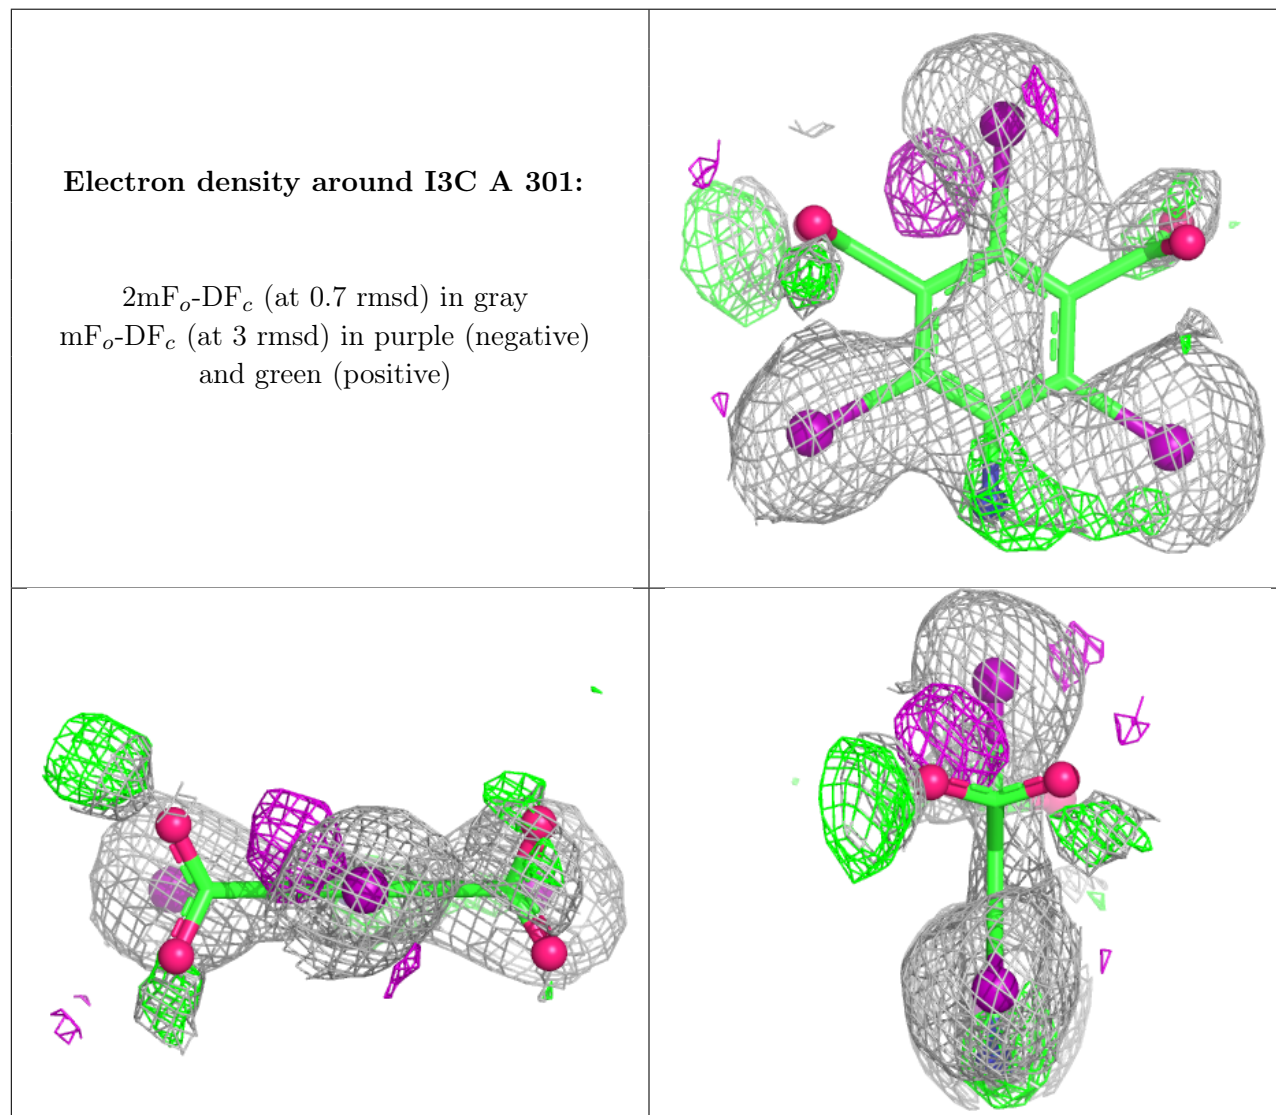 Electron density around I3C A 301:
2mFo-DFc (at 0.7 rmsd) in gray
mFo-DFc (at 3 rmsd) in purple (negative)
and green (positive)